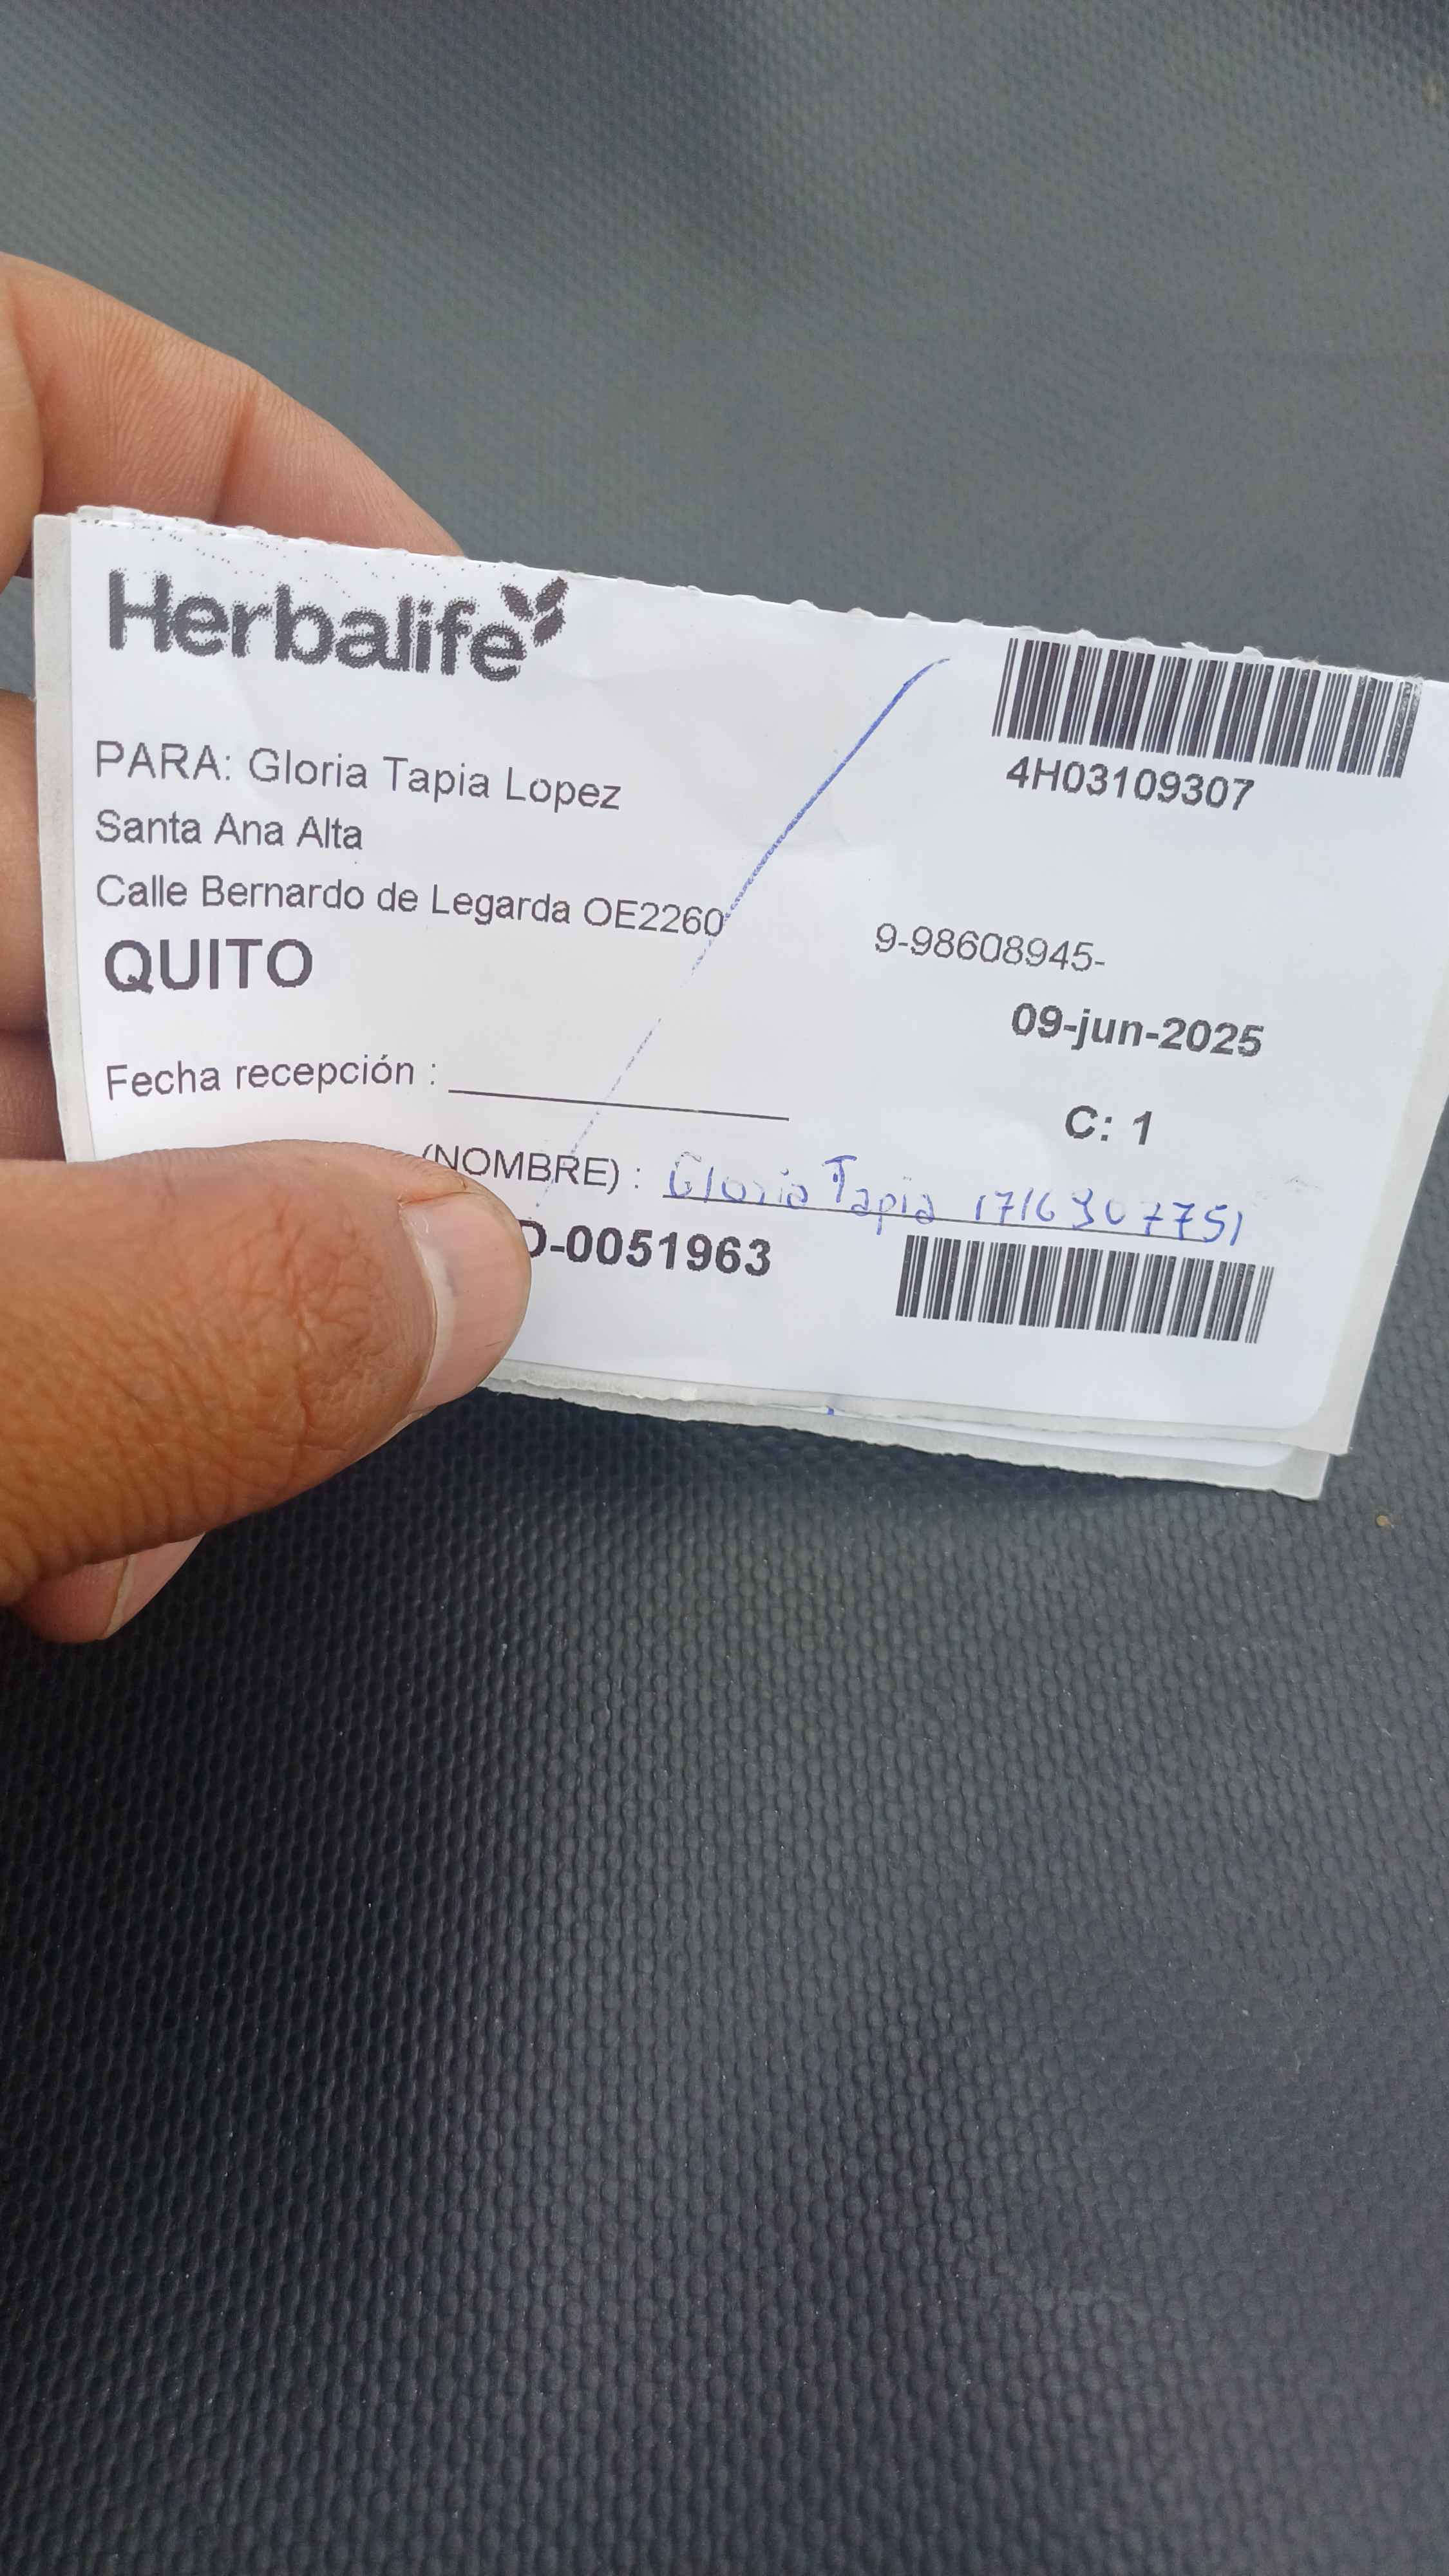 Herbalife
4H03109307
PARA: Gloria Tapia Lopez
Santa Ana Alta
Calle Bernardo de Legarda OE2260
9-98608945-
QUITO
09-jun-2025
Fecha recepción :
C: 1
(NOMBRE) : Gloria Tapia
-0051963